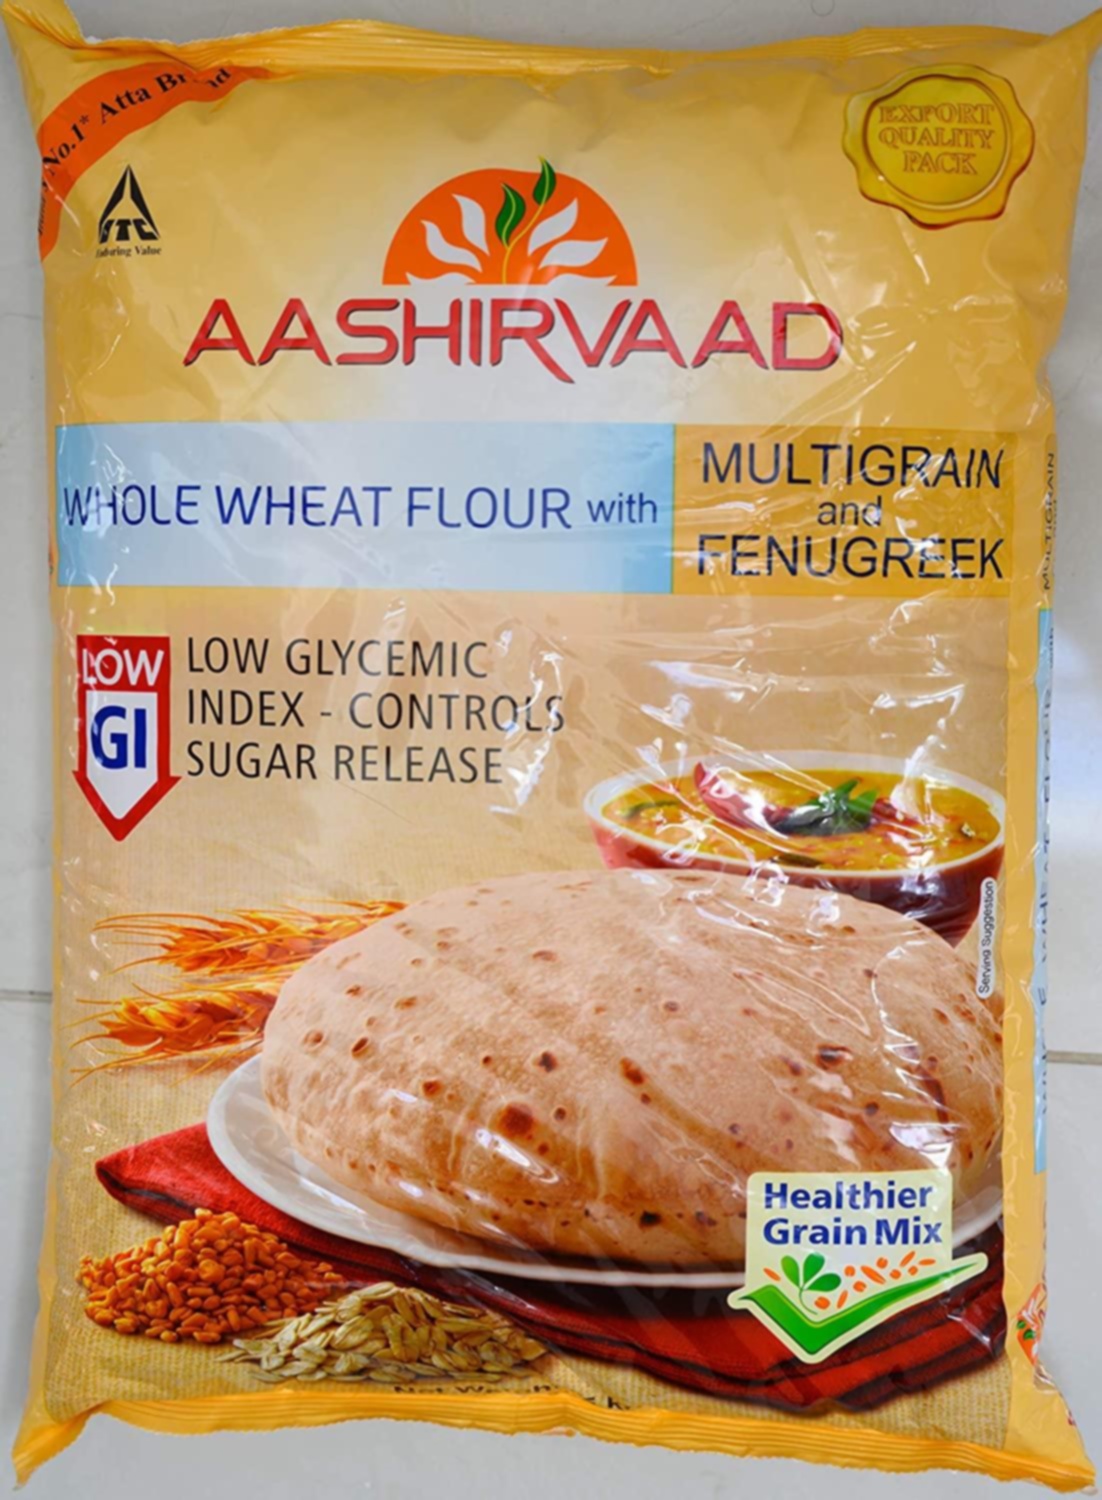 No.1* Atta
EXPORT
QUALITY
PACK
ITC
Enduring Value
AASHIRVAAD
WHOLE WHEAT FLOUR with
MULTIGRAIN
and
FENUGREEK
LOW
GI
LOW GLYCEMIC
INDEX - CONTROLS
SUGAR RELEASE
Serving Suggestion
Healthier
Grain Mix
MULTIGRAIN